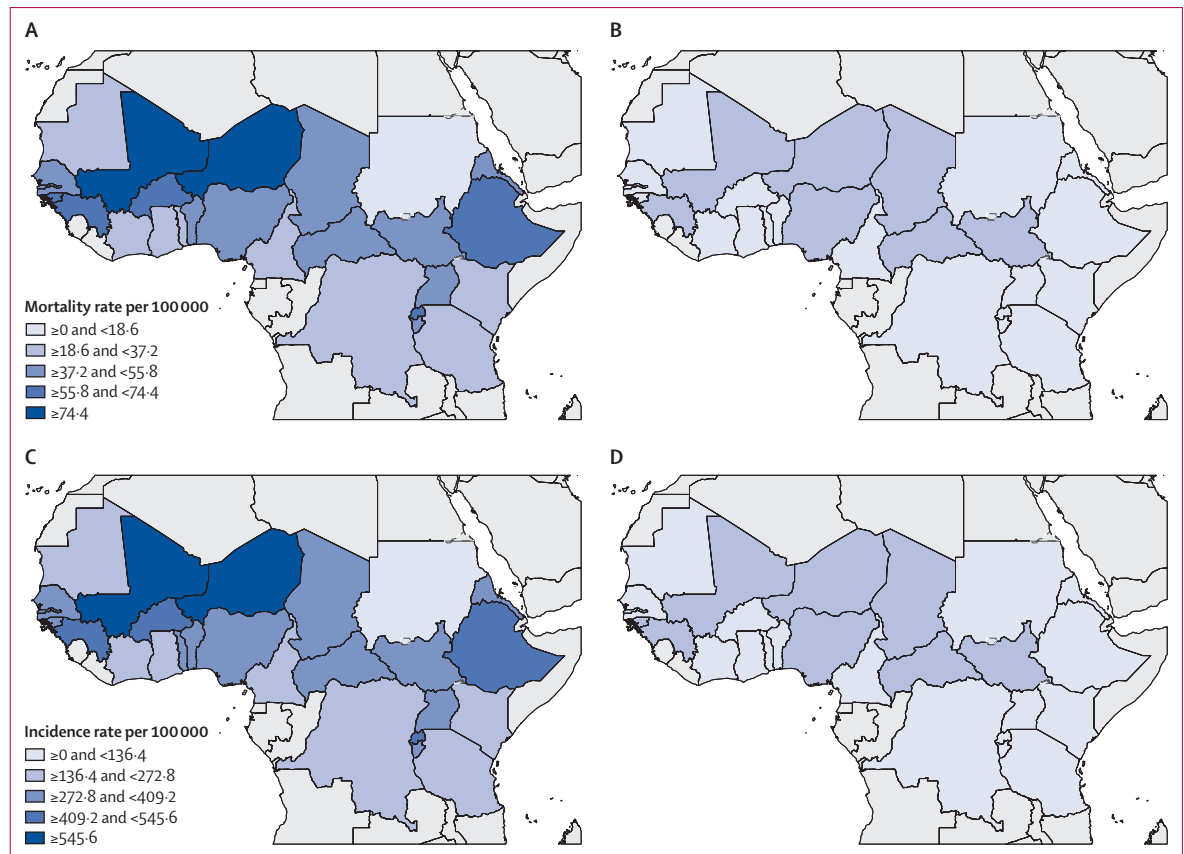 A
B
Mortality rate per 100 000
≥0 and <18·6
≥18·6 and <37·2
≥37·2 and <55·8
≥55·8 and <74·4
≥74·4
C
D
Incidence rate per 100 000
≥0 and <136·4
≥136·4 and <272·8
≥272·8 and <409·2
≥409·2 and <545·6
≥545·6